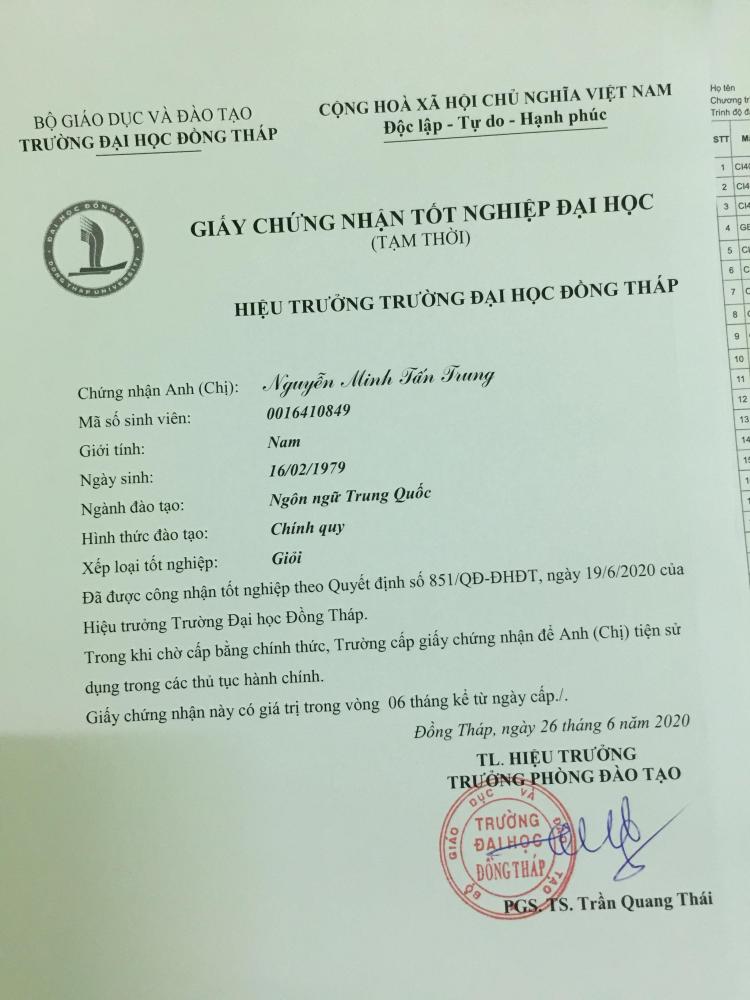 BỘ GIÁO DỤC VÀ ĐÀO TẠO
TRƯỜNG ĐẠI HỌC ĐỒNG THÁP
CỘNG HOÀ XÃ HỘI CHỦ NGHĨA VIỆT NAM
Độc lập - Tự do - Hạnh phúc
ĐẠI HỌC ĐỒNG THÁP
DONG THAP UNIVERSITY
GIẤY CHỨNG NHẬN TỐT NGHIỆP ĐẠI HỌC
(TẠM THỜI)
HIỆU TRƯỞNG TRƯỜNG ĐẠI HỌC ĐỒNG THÁP
Chứng nhận Anh (Chị): Nguyễn Minh Tấn Trung
Mã số sinh viên: 0016410849
Giới tính: Nam
Ngày sinh: 16/02/1979
Ngành đào tạo: Ngôn ngữ Trung Quốc
Hình thức đào tạo: Chính quy
Xếp loại tốt nghiệp: Giỏi
Đã được công nhận tốt nghiệp theo Quyết định số 851/QĐ-ĐHĐT, ngày 19/6/2020 của
Hiệu trưởng Trường Đại học Đồng Tháp.
Trong khi chờ cấp bằng chính thức, Trường cấp giấy chứng nhận để Anh (Chị) tiện sử
dụng trong các thủ tục hành chính.
Giấy chứng nhận này có giá trị trong vòng 06 tháng kể từ ngày cấp./.
Đồng Tháp, ngày 26 tháng 6 năm 2020
TL. HIỆU TRƯỞNG
TRƯỞNG PHÒNG ĐÀO TẠO
BỘ GIÁO DỤC VÀ ĐÀO TẠO
TRƯỜNG
ĐẠI HỌC
ĐỒNG THÁP
PGS. TS. Trần Quang Thái
Họ tên
Chương
Trình độ
STT
1
2
3
4
5
6
7
8
9
10
11
12
13
14